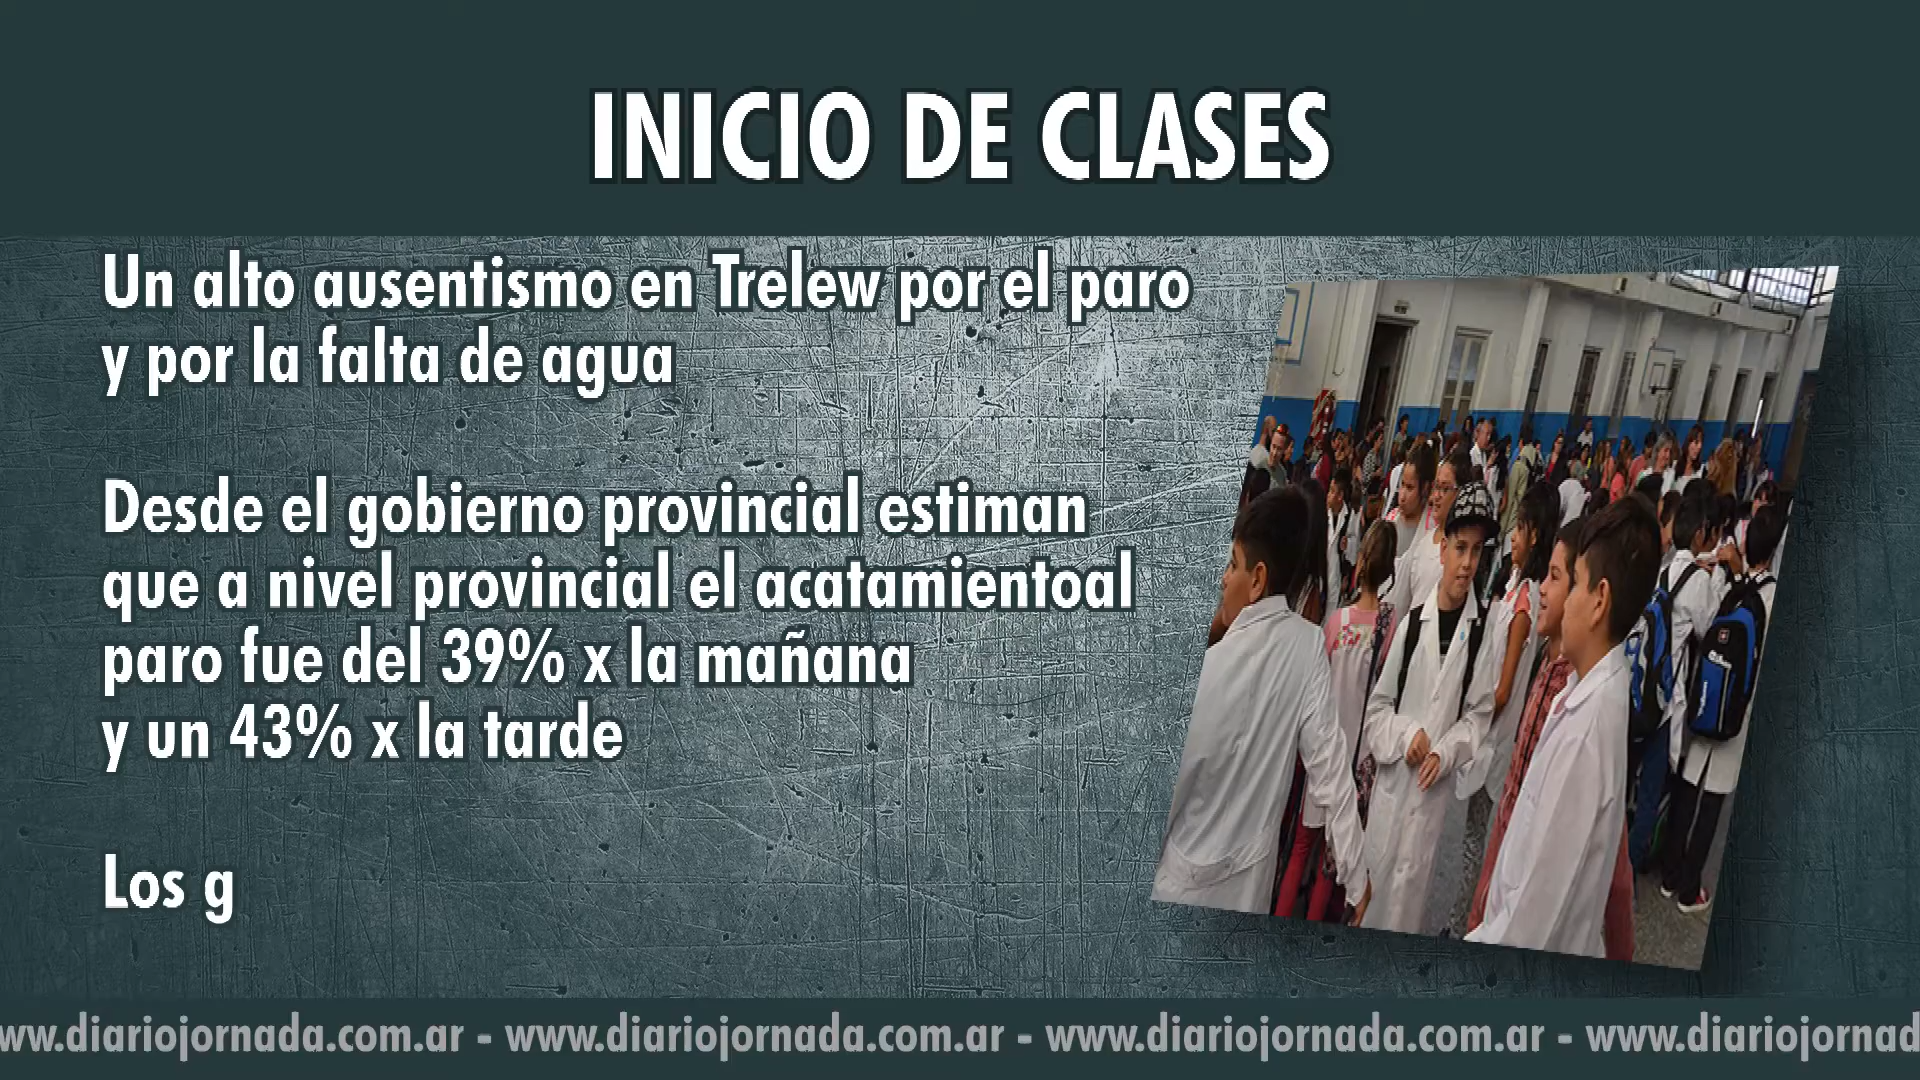 INICIO DE CLASES
Un alto ausentismo en Trelew por el paro
y por la falta de agua
Desde el gobierno provincial estiman
que a nivel provincial el acatamientoal
paro fue del 39% x la mañana
y un 43% x la tarde
Los g
ww.diariojornada.com.ar - www.diariojornada.com.ar - www.diariojornada.com.ar - www.diariojornad